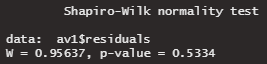 Shapiro-Wilk normality test
data:  av1$residuals
W = 0.95637, p-value = 0.5334